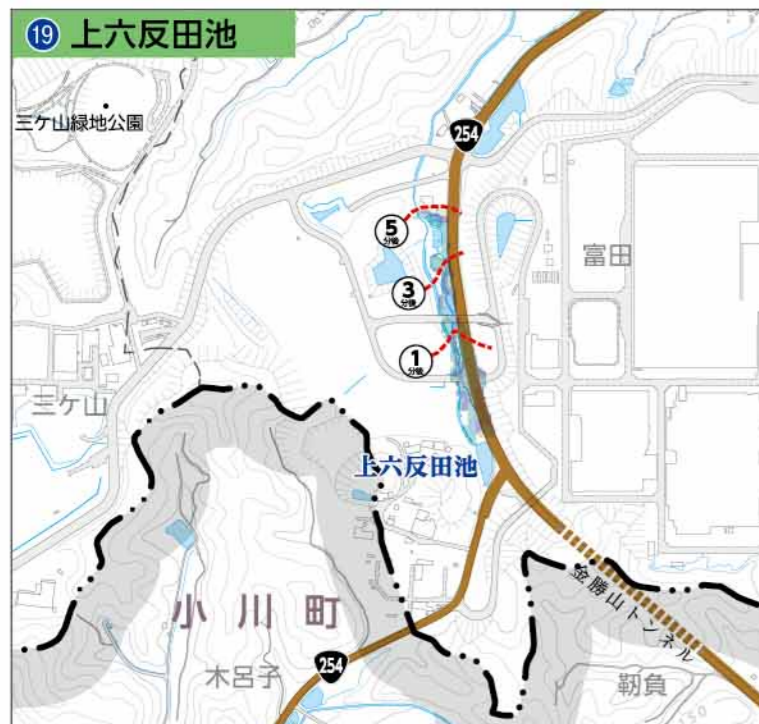 19 上六反田池
三ケ山緑地公園
254
5
分後
富田
3
分後
1
分後
三ケ山
上六反田池
金勝山トンネル
小川町
254
木呂子
靭負